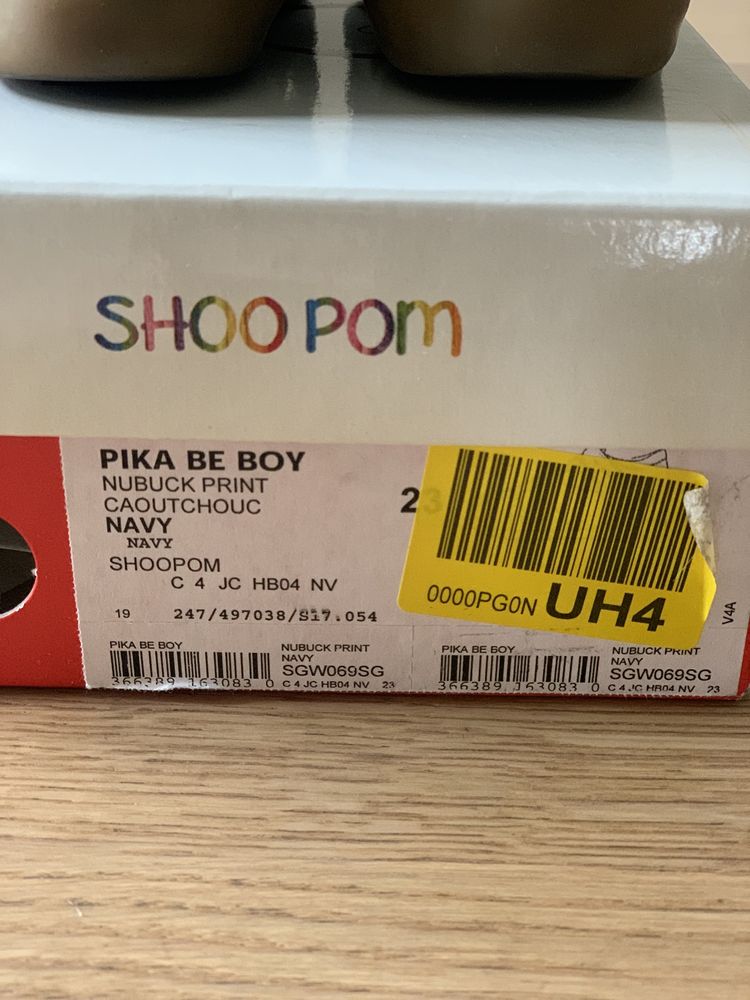 SHOO POM
PIKA BE BOY
NUBUCK PRINT
CAOUTCHOUC
NAVY
NAVY
SHOOPOM
C 4 JC HB04 NV
19 247/497038/S17.054
23
0000PG0N UH4
V4A
PIKA BE BOY
NUBUCK PRINT
NAVY
SGW069SG
366389 163083 0 C 4 JC HB04 NV 23
PIKA BE BOY
NUBUCK PRINT
NAVY
SGW069SG
366389 163083 0 C 4 JC HB04 NV 23